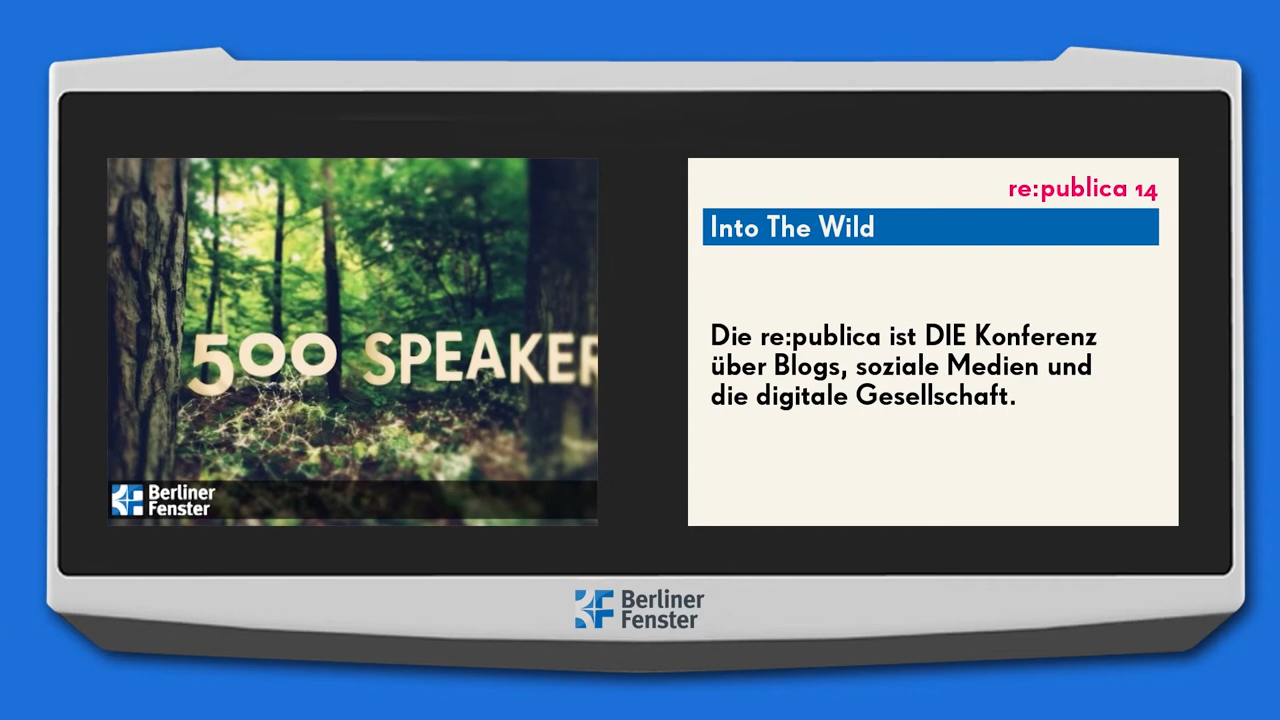 500 SPEAKER
Berliner
Fenster
re:publica 14
Into The Wild
Die re:publica ist DIE Konferenz
über Blogs, soziale Medien und
die digitale Gesellschaft.
Berliner
Fenster